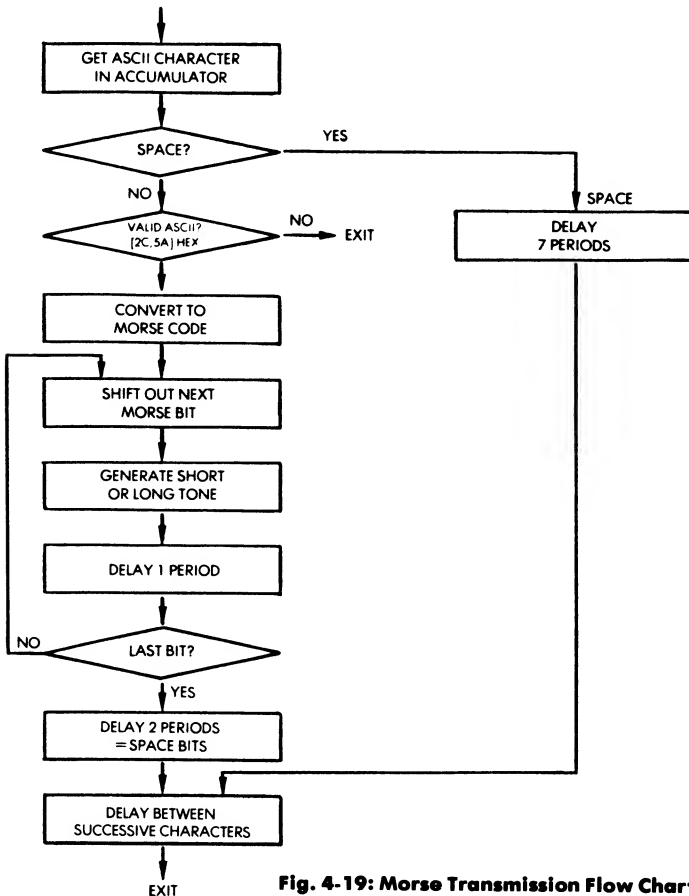 GET ASCII CHARACTER
IN ACCUMULATOR
SPACE?
YES
NO
SPACE
DELAY
7 PERIODS
VALID ASCII?
[2C,5A] HEX
NO
EXIT
CONVERT TO
MORSE CODE
SHIFT OUT NEXT
MORSE BIT
GENERATE SHORT
OR LONG TONE
DELAY 1 PERIOD
NO
LAST BIT?
YES
DELAY 2 PERIODS
=SPACE BITS
DELAY BETWEEN
SUCCESSIVE CHARACTERS
EXIT
Fig. 4-19: Morse Transmission Flow Char